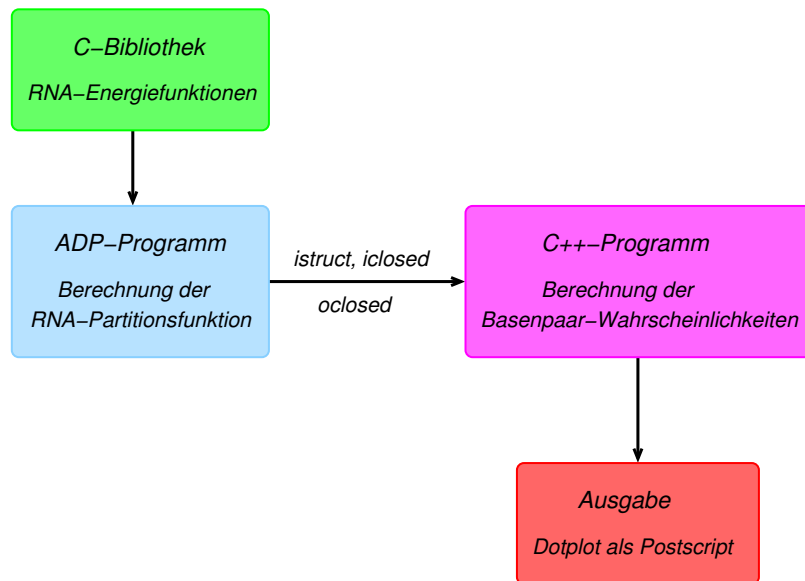 C−Bibliothek
RNA−Energiefunktionen
ADP−Programm
Berechnung der
RNA−Partitionsfunktion
istruct, iclosed
oclosed
C++−Programm
Berechnung der
Basenpaar−Wahrscheinlichkeiten
Ausgabe
Dotplot als Postscript